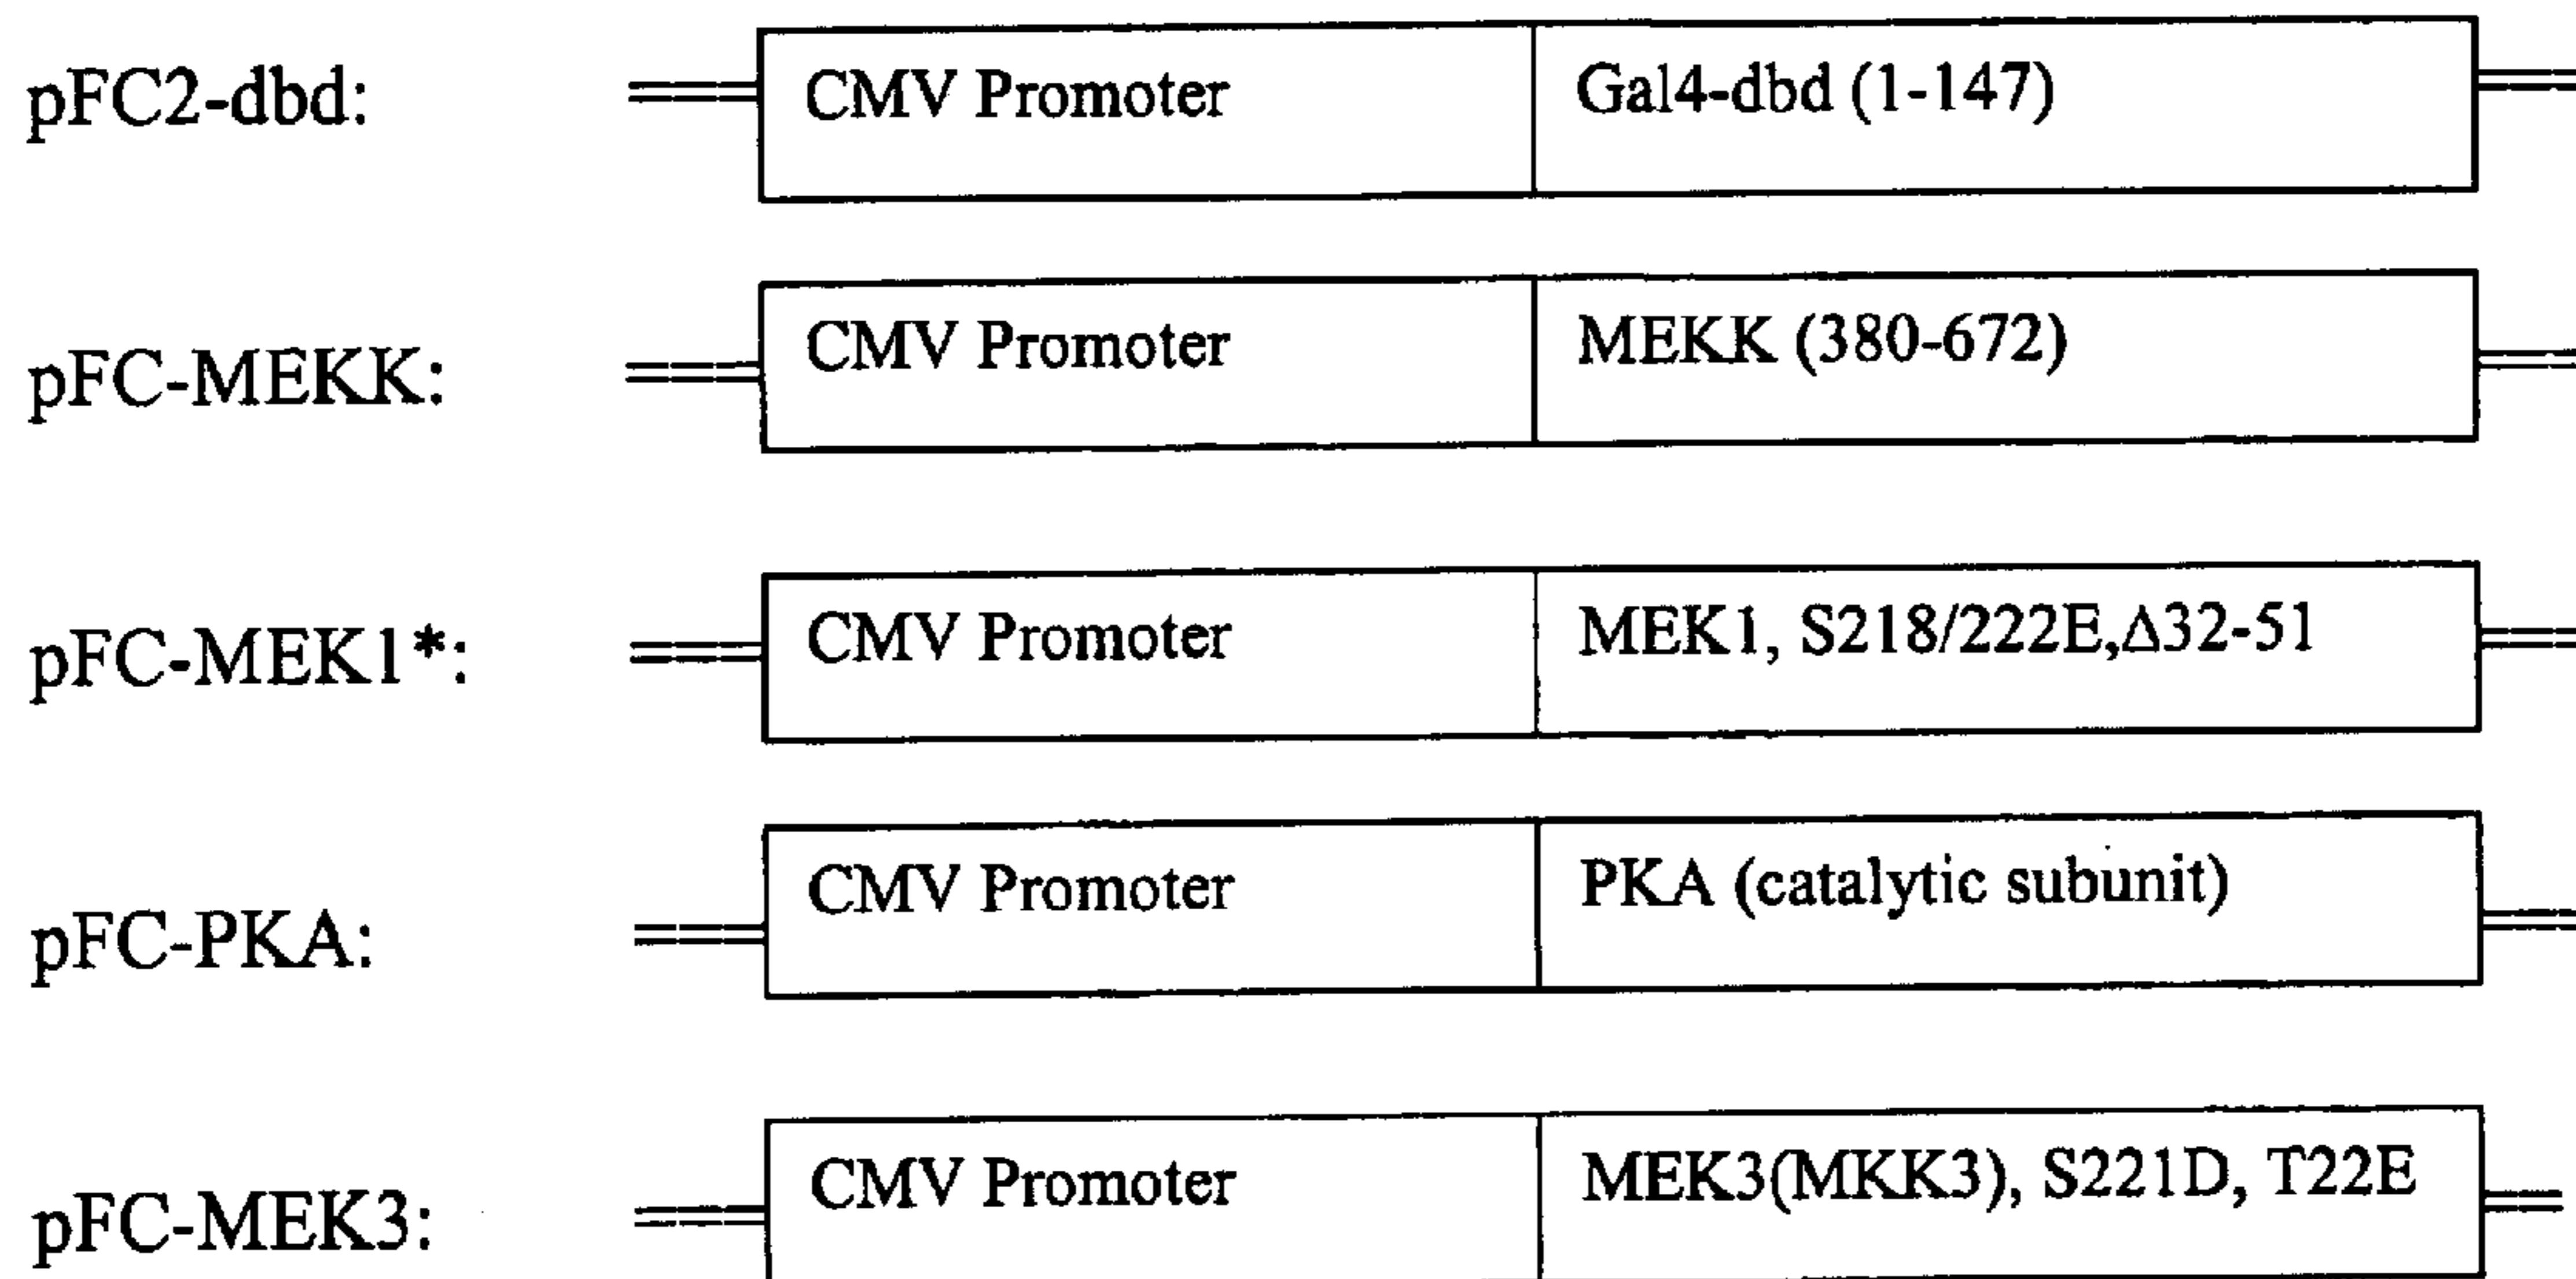 pFC2-dbd: CMV Promoter Gal4-dbd (1-147)
pFC-MEKK: CMV Promoter MEKK (380-672)
pFC-MEK1*: CMV Promoter MEK1, S218/222E,Δ32-51
pFC-PKA: CMV Promoter PKA (catalytic subunit)
pFC-MEK3: CMV Promoter MEK3(MKK3), S221D, T22E